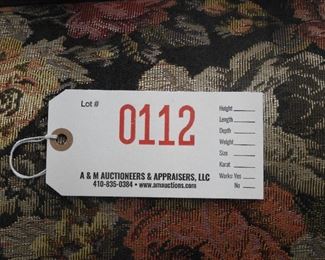 Lot #
0112
Height
Length
Depth
Weight
Size
Karat
Works Yes
No
A & M AUCTIONEERS & APPRAISERS, LLC
410-835-0384 • www.amauctions.com